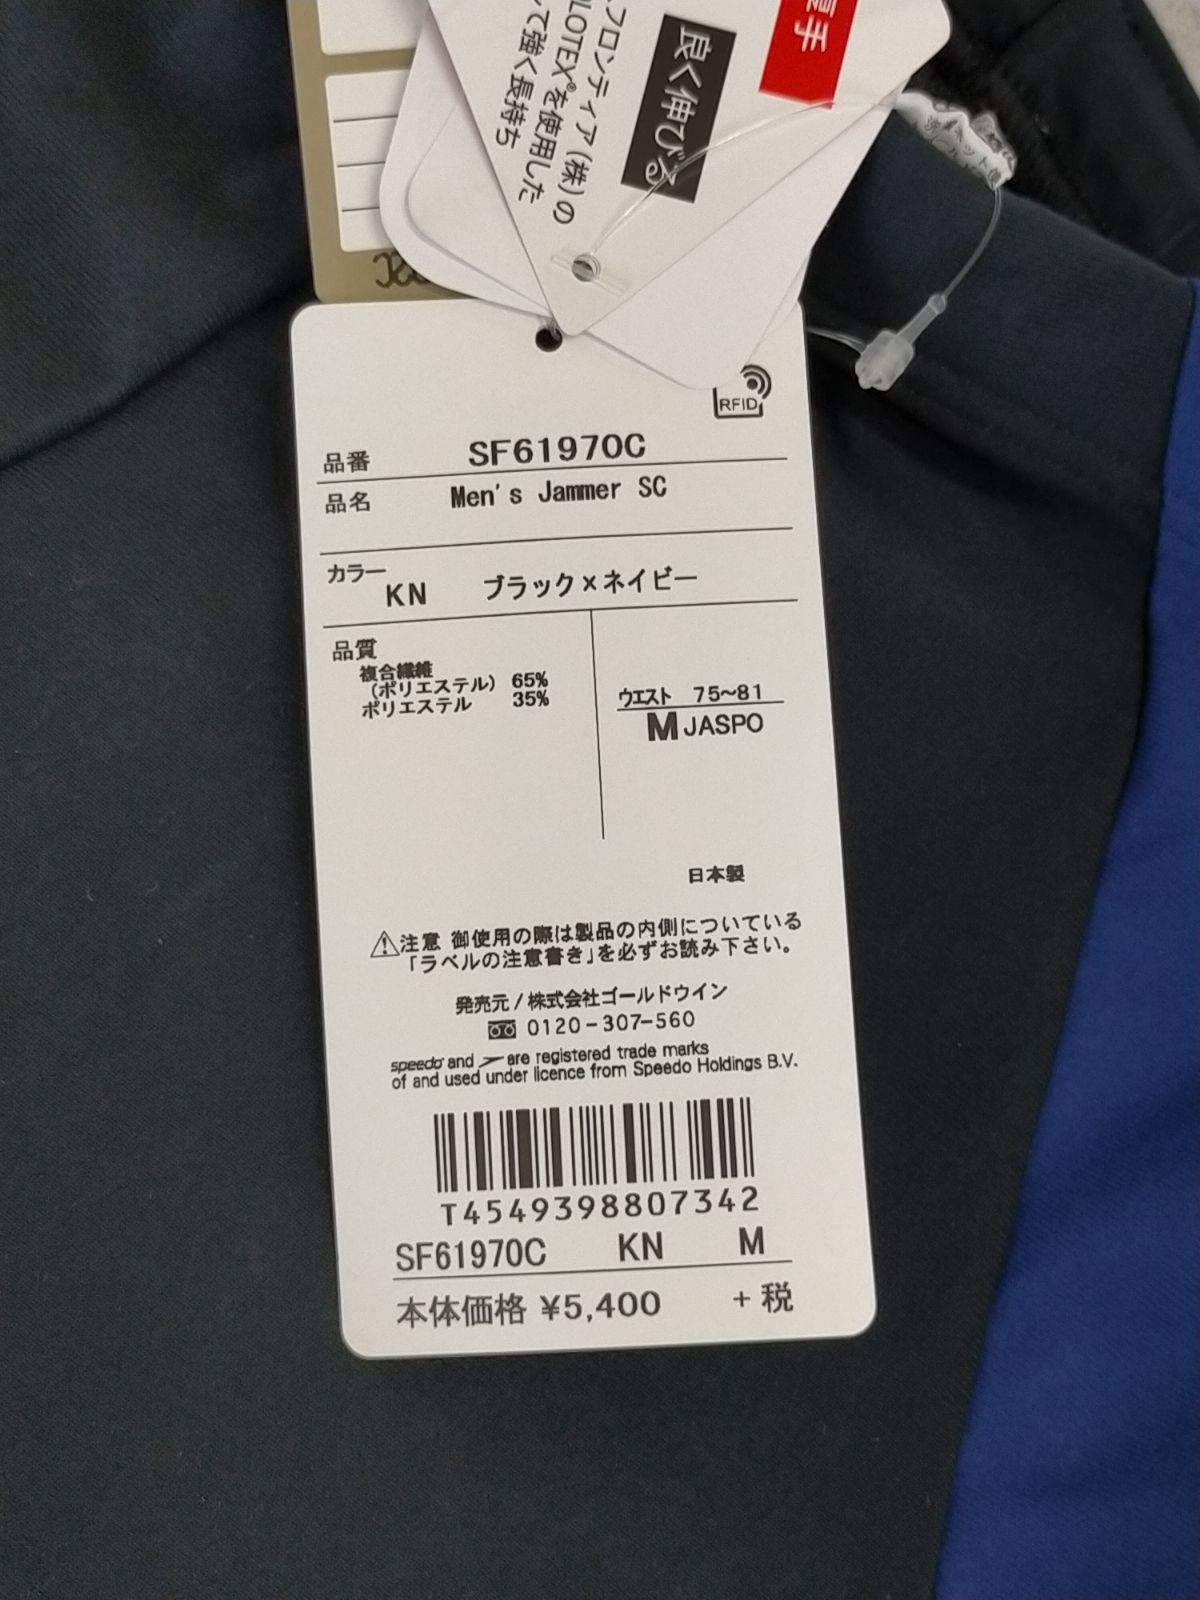 厚手
良く伸びる
フロンティア(株)の
LOTEX®を使用した
て強く長持ち
RFID
品番 SF61970C
品名 Men's Jammer SC
カラー
KN ブラック×ネイビー
品質
複合繊維
(ポリエステル) 65%
ポリエステル 35%
ウエスト 75~81
M JASPO
日本製
⚠注意 御使用の際は製品の内側についている
「ラベルの注意書き」を必ずお読み下さい。
発売元/株式会社ゴールドウイン
0120-307-560
speedo and are registered trade marks
of and used under licence from Speedo Holdings B.V.
T4549398807342
SF61970C KN M
本体価格 ¥5,400 +税